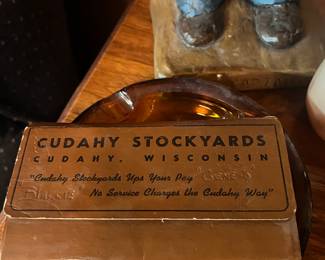 CUDAHY STOCKYARDS
CUDAHY, WISCONSIN
"Cudahy Stockyards Ups Your Pay
No Service Charges the Cudahy Way"